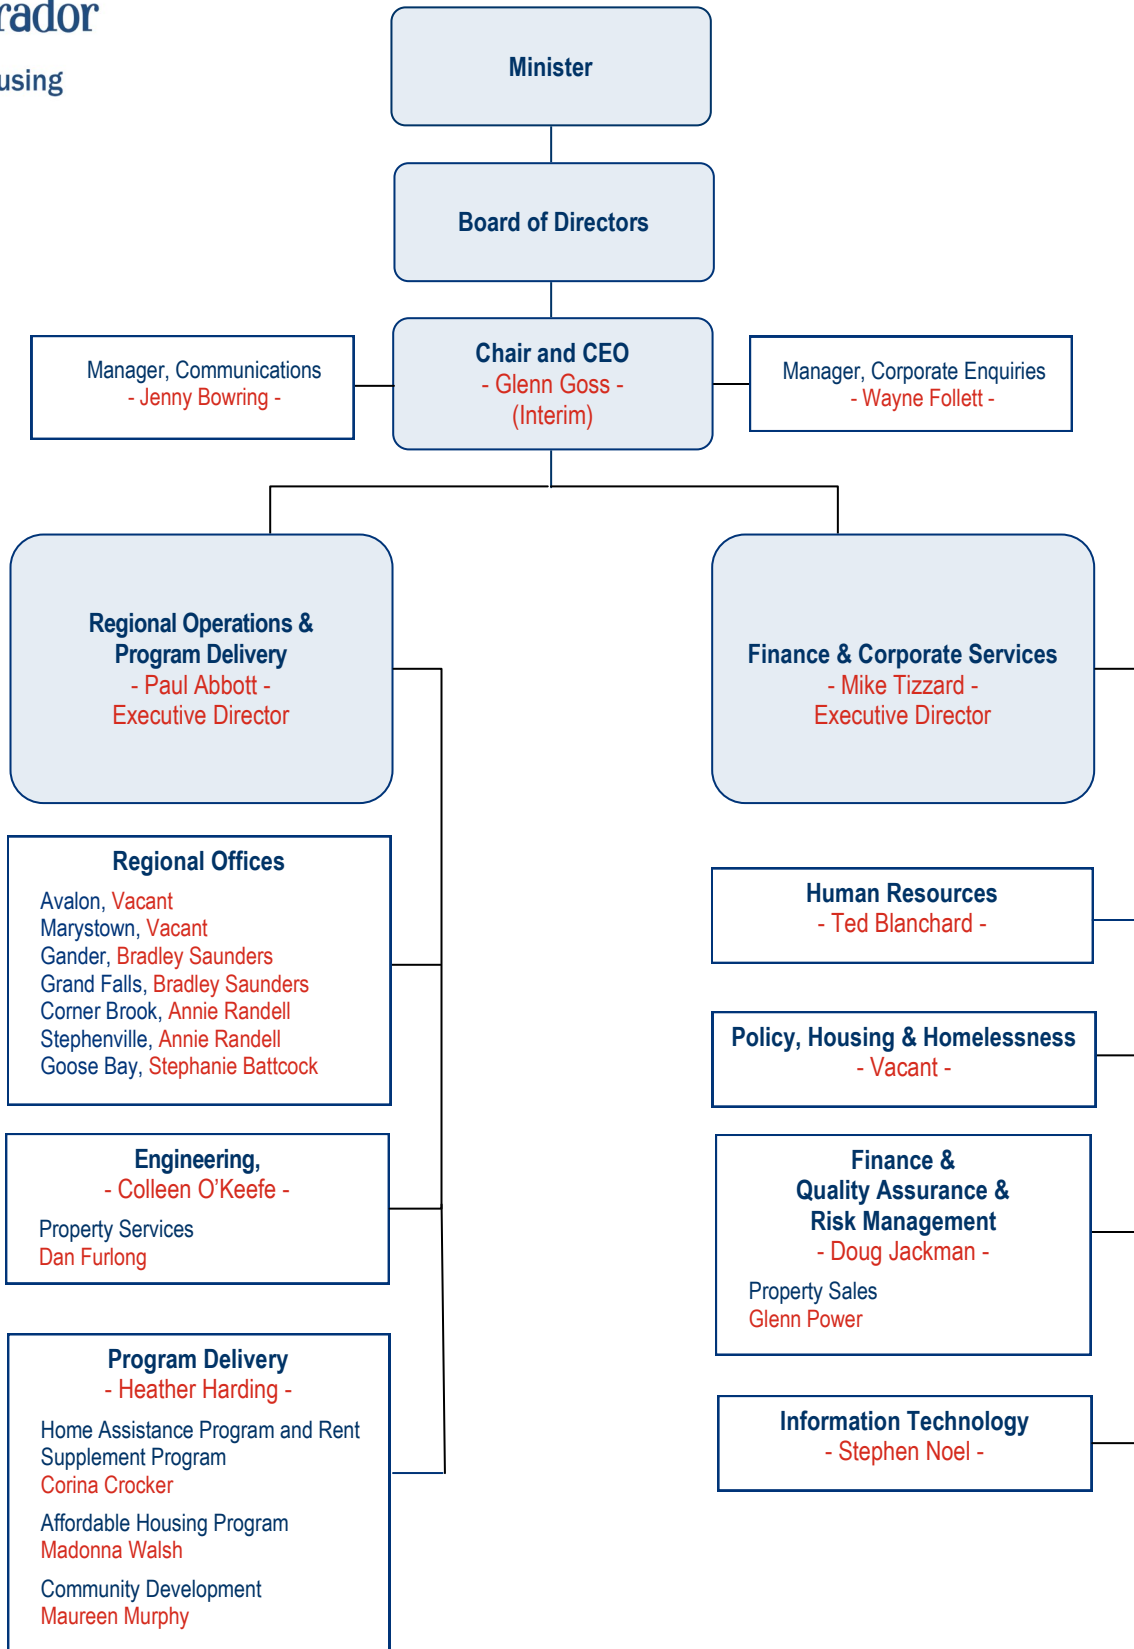 rador
using
Minister
Board of Directors
Chair and CEO
- Glenn Goss -
(Interim)
Manager, Communications
- Jenny Bowring -
Manager, Corporate Enquiries
- Wayne Follett -
Regional Operations &
Program Delivery
- Paul Abbott -
Executive Director
Finance & Corporate Services
- Mike Tizzard -
Executive Director
Regional Offices
Avalon, Vacant
Marystown, Vacant
Gander, Bradley Saunders
Grand Falls, Bradley Saunders
Corner Brook, Annie Randell
Stephenville, Annie Randell
Goose Bay, Stephanie Battcock
Engineering,
- Colleen O’Keefe -
Property Services
Dan Furlong
Program Delivery
- Heather Harding -
Home Assistance Program and Rent
Supplement Program
Corina Crocker
Affordable Housing Program
Madonna Walsh
Community Development
Maureen Murphy
Human Resources
- Ted Blanchard -
Policy, Housing & Homelessness
- Vacant -
Finance &
Quality Assurance &
Risk Management
- Doug Jackman -
Property Sales
Glenn Power
Information Technology
- Stephen Noel -